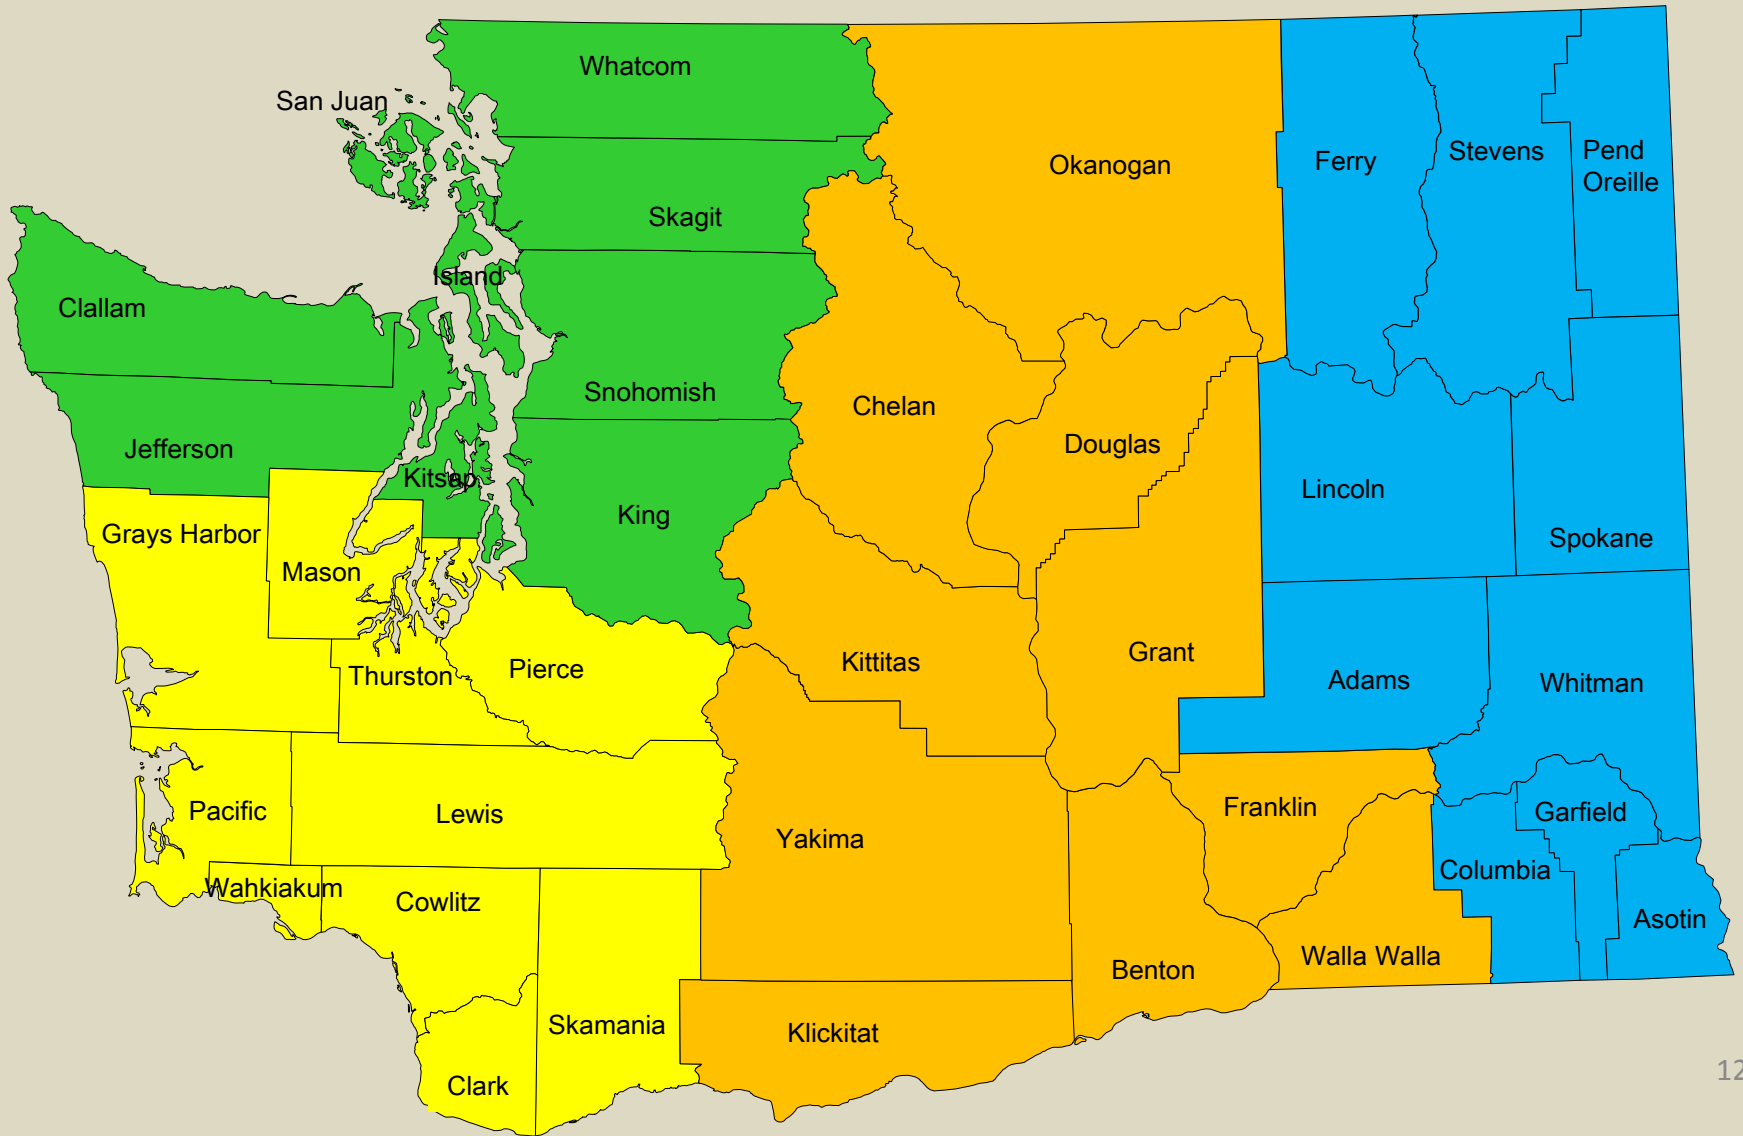 Whatcom
San Juan
Okanogan
Ferry
Stevens
Pend
Oreille
Skagit
Island
Clallam
Snohomish
Chelan
Douglas
Jefferson
Kitsap
King
Lincoln
Grays Harbor
Mason
Spokane
Thurston
Pierce
Kittitas
Grant
Adams
Whitman
Pacific
Lewis
Yakima
Franklin
Garfield
Wahkiakum
Cowlitz
Columbia
Asotin
Benton
Walla Walla
Skamania
Klickitat
Clark
12